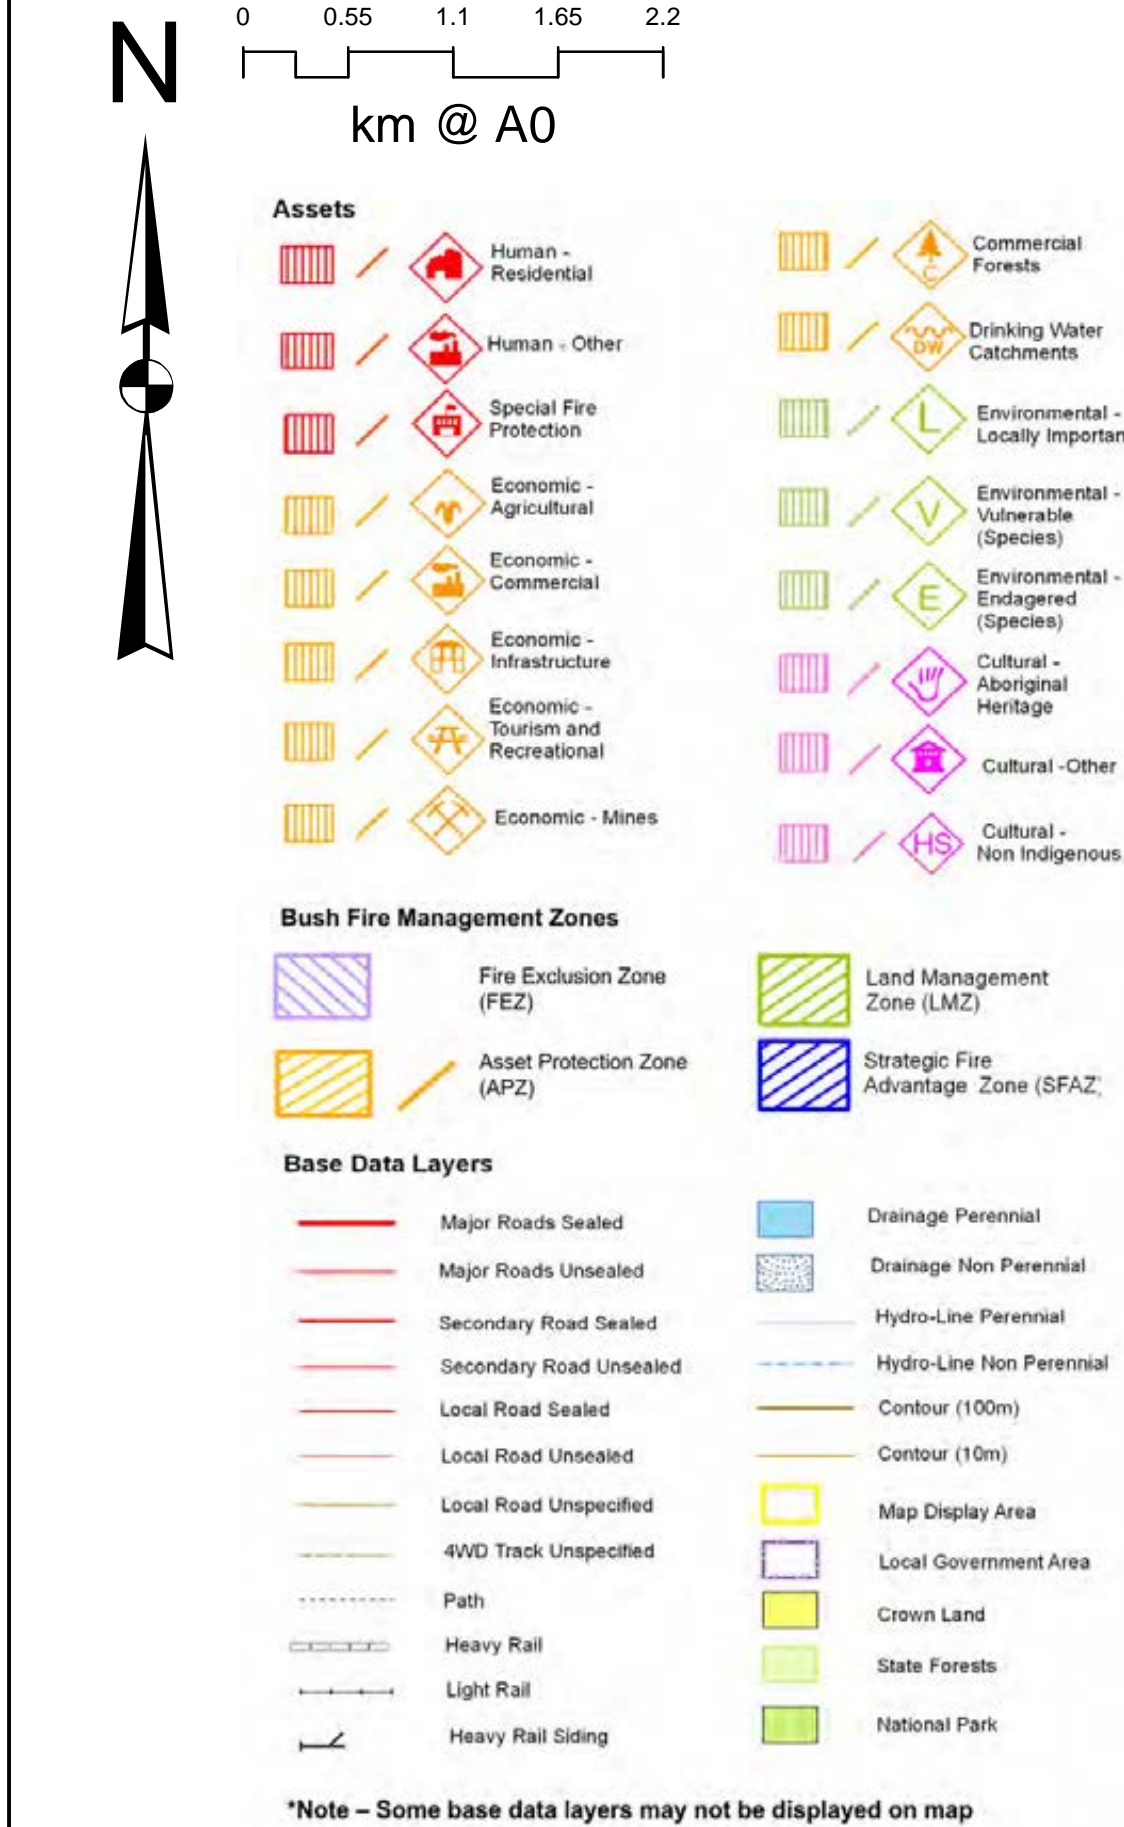 N
0 0.55 1.1 1.65 2.2
km @ A0
Assets
Human -
Residential
Human - Other
Special Fire
Protection
Economic -
Agricultural
Economic -
Commercial
Economic -
Infrastructure
Economic -
Tourism and
Recreational
Economic - Mines
C
Commercial
Forests
DW
Drinking Water
Catchments
L
Environmental -
Locally Importan
V
Environmental -
Vulnerable
(Species)
E
Environmental -
Endagered
(Species)
Cultural -
Aboriginal
Heritage
Cultural -Other
HS
Cultural -
Non Indigenous
Bush Fire Management Zones
Fire Exclusion Zone
(FEZ)
Asset Protection Zone
(APZ)
Land Management
Zone (LMZ)
Strategic Fire
Advantage Zone (SFAZ)
Base Data Layers
Major Roads Sealed
Major Roads Unsealed
Secondary Road Sealed
Secondary Road Unsealed
Local Road Sealed
Local Road Unsealed
Local Road Unspecified
4WD Track Unspecified
Path
Heavy Rail
Light Rail
Heavy Rail Siding
Drainage Perennial
Drainage Non Perennial
Hydro-Line Perennial
Hydro-Line Non Perennial
Contour (100m)
Contour (10m)
Map Display Area
Local Government Area
Crown Land
State Forests
National Park
*Note – Some base data layers may not be displayed on map